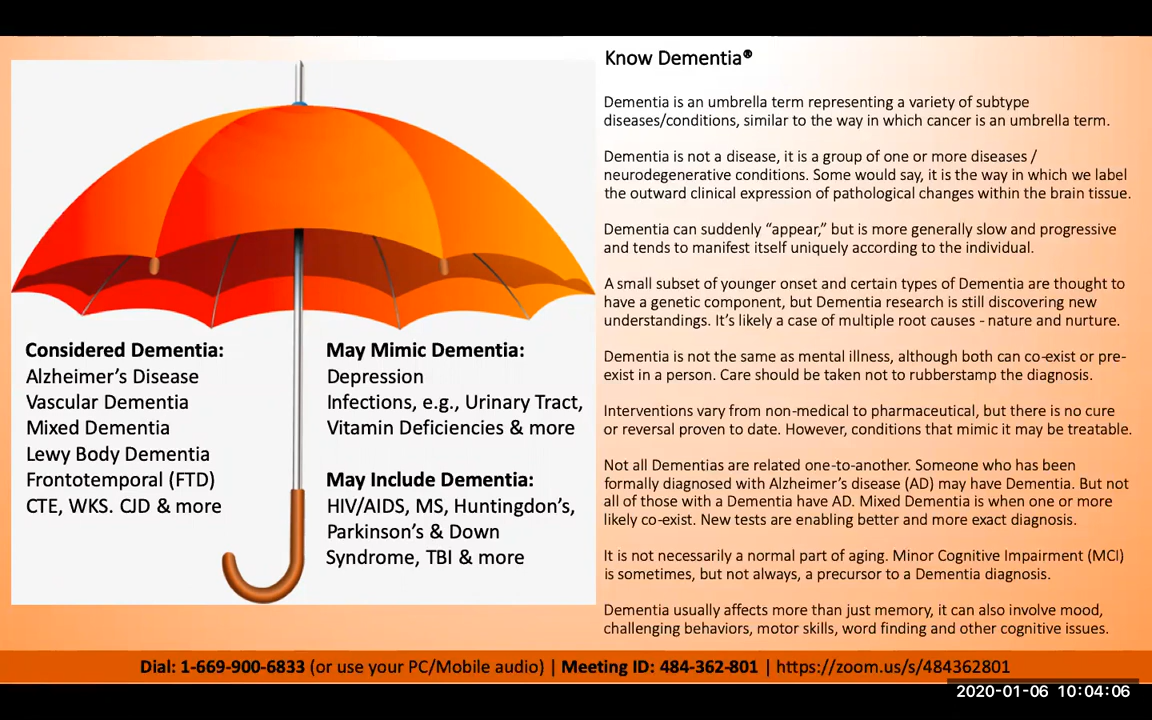 Know Dementia®
Dementia is an umbrella term representing a variety of subtype
diseases/conditions, similar to the way in which cancer is an umbrella term.
Dementia is not a disease, it is a group of one or more diseases /
neurodegenerative conditions. Some would say, it is the way in which we label
the outward clinical expression of pathological changes within the brain tissue.
Dementia can suddenly “appear,” but is more generally slow and progressive
and tends to manifest itself uniquely according to the individual.
A small subset of younger onset and certain types of Dementia are thought to
have a genetic component, but Dementia research is still discovering new
understandings. It’s likely a case of multiple root causes - nature and nurture.
Dementia is not the same as mental illness, although both can co-exist or pre-
exist in a person. Care should be taken not to rubberstamp the diagnosis.
Interventions vary from non-medical to pharmaceutical, but there is no cure
or reversal proven to date. However, conditions that mimic it may be treatable.
Not all Dementias are related one-to-another. Someone who has been
formally diagnosed with Alzheimer’s disease (AD) may have Dementia. But not
all of those with a Dementia have AD. Mixed Dementia is when one or more
likely co-exist. New tests are enabling better and more exact diagnosis.
It is not necessarily a normal part of aging. Minor Cognitive Impairment (MCI)
is sometimes, but not always, a precursor to a Dementia diagnosis.
Dementia usually affects more than just memory, it can also involve mood,
challenging behaviors, motor skills, word finding and other cognitive issues.
Considered Dementia:
Alzheimer’s Disease
Vascular Dementia
Mixed Dementia
Lewy Body Dementia
Frontotemporal (FTD)
CTE, WKS. CJD & more
May Mimic Dementia:
Depression
Infections, e.g., Urinary Tract,
Vitamin Deficiencies & more
May Include Dementia:
HIV/AIDS, MS, Huntingdon’s,
Parkinson’s & Down
Syndrome, TBI & more
Dial: 1-669-900-6833 (or use your PC/Mobile audio) | Meeting ID: 484-362-801 | https://zoom.us/s/484362801
2020-01-06 10:04:06